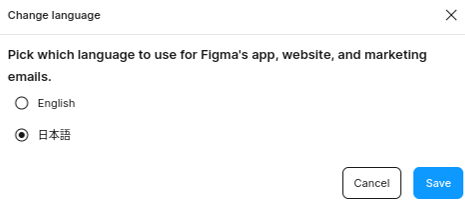 Change language
Pick which language to use for Figma's app, website, and marketing
emails.
English
日本語
Cancel
Save